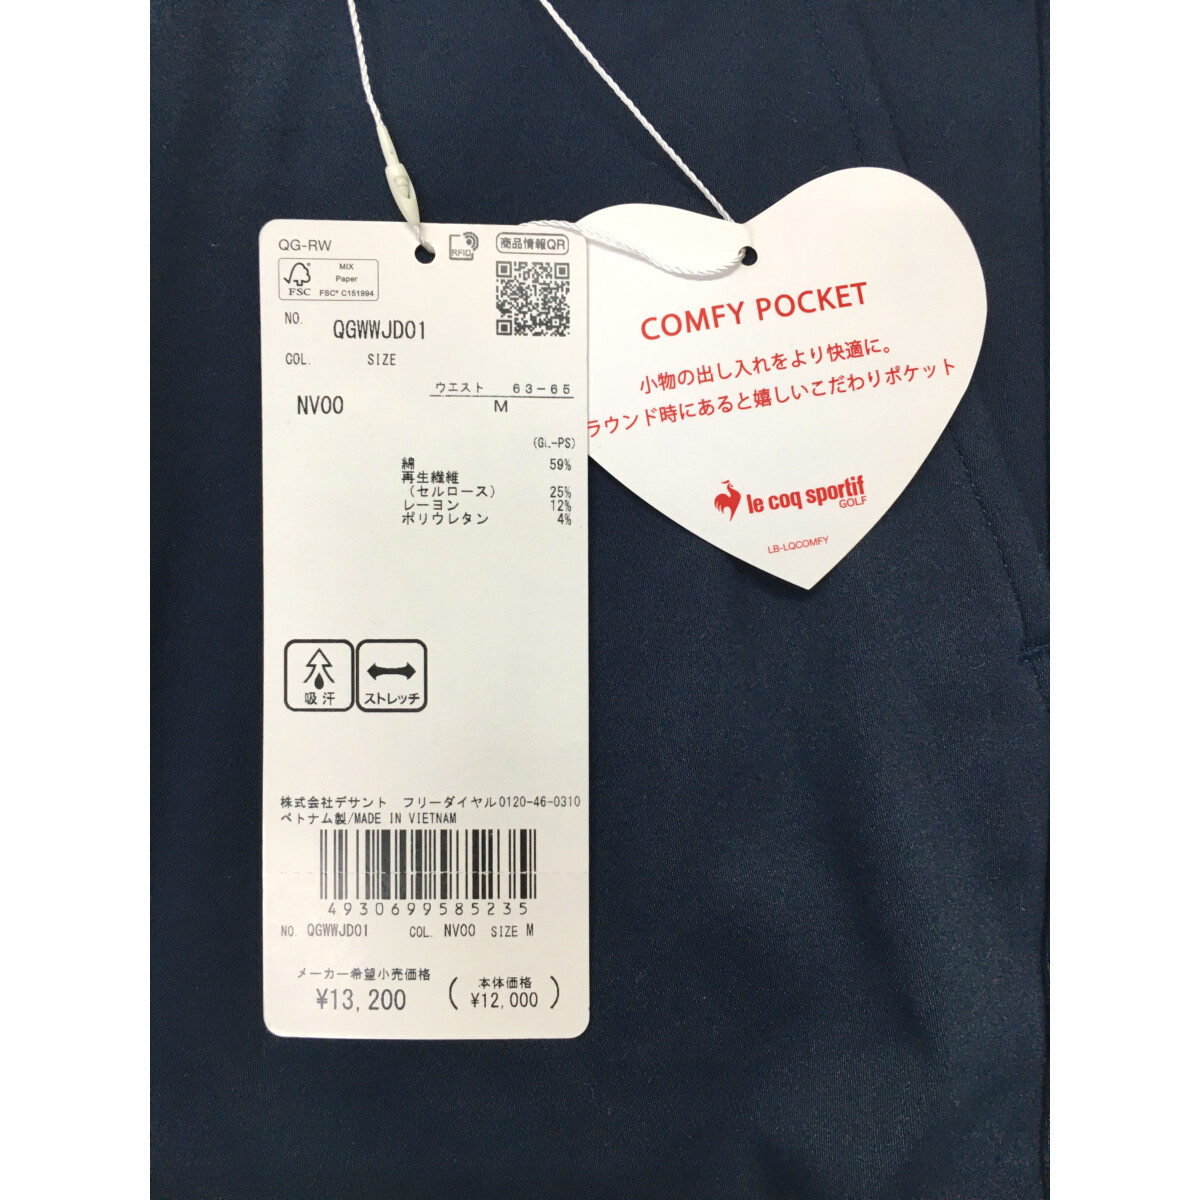 QG-RW
RFID
商品情報QR
FSC
MIX
Paper
FSC® C151994
NO. QGWWJD01
COL. SIZE
ウエスト 63-65
NV00 M
(GL-PS)
綿 59%
再生繊維
(セルロース) 25%
レーヨン 12%
ポリウレタン 4%
吸汗
ストレッチ
株式会社デサント フリーダイヤル0120-46-0310
ベトナム製/MADE IN VIETNAM
4930699585235
NO. QGWWJD01 COL. NV00 SIZE M
メーカー希望小売価格
¥13,200
(本体価格
¥12,000)
COMFY POCKET
小物の出し入れをより快適に。
ラウンド時にあると嬉しいこだわりポケット
le coq sportif
GOLF
LB-LQCOMFY